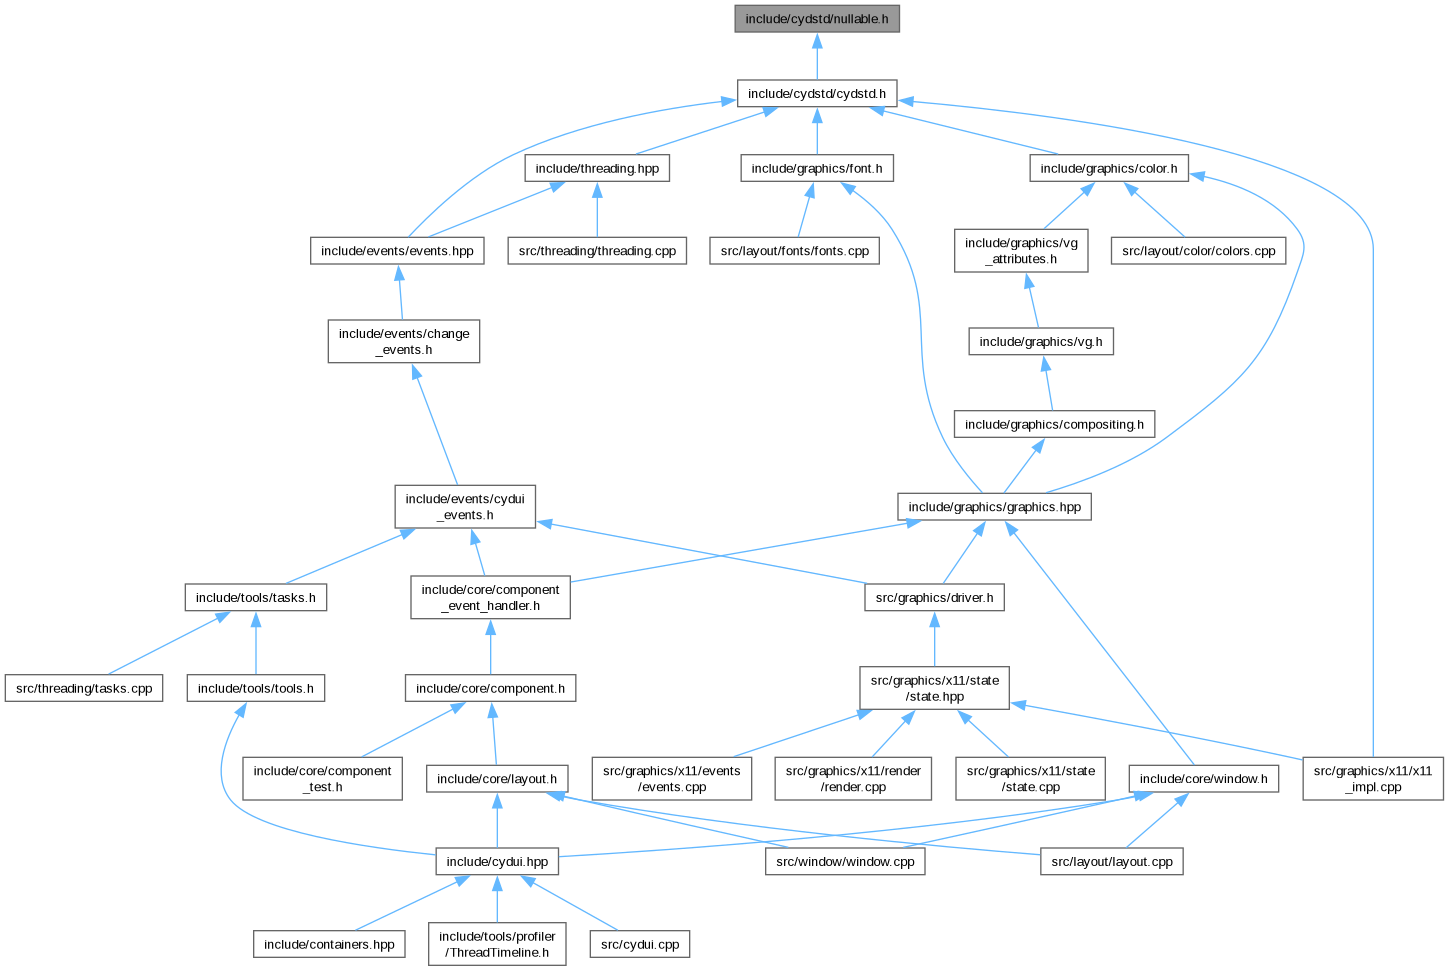 include/cydstd/nullable.h
include/cydstd/cydstd.h
include/threading.hpp
include/graphics/font.h
include/graphics/color.h
include/events/events.hpp
src/threading/threading.cpp
src/layout/fonts/fonts.cpp
include/graphics/vg
_attributes.h
src/layout/color/colors.cpp
include/events/change
_events.h
include/graphics/vg.h
include/graphics/compositing.h
include/events/cydui
_events.h
include/graphics/graphics.hpp
include/tools/tasks.h
include/core/component
_event_handler.h
src/graphics/driver.h
src/threading/tasks.cpp
include/tools/tools.h
include/core/component.h
src/graphics/x11/state
/state.hpp
include/core/component
_test.h
include/core/layout.h
src/graphics/x11/events
/events.cpp
src/graphics/x11/render
/render.cpp
src/graphics/x11/state
/state.cpp
include/core/window.h
src/graphics/x11/x11
_impl.cpp
include/cydui.hpp
src/window/window.cpp
src/layout/layout.cpp
include/containers.hpp
include/tools/profiler
/ThreadTimeline.h
src/cydui.cpp